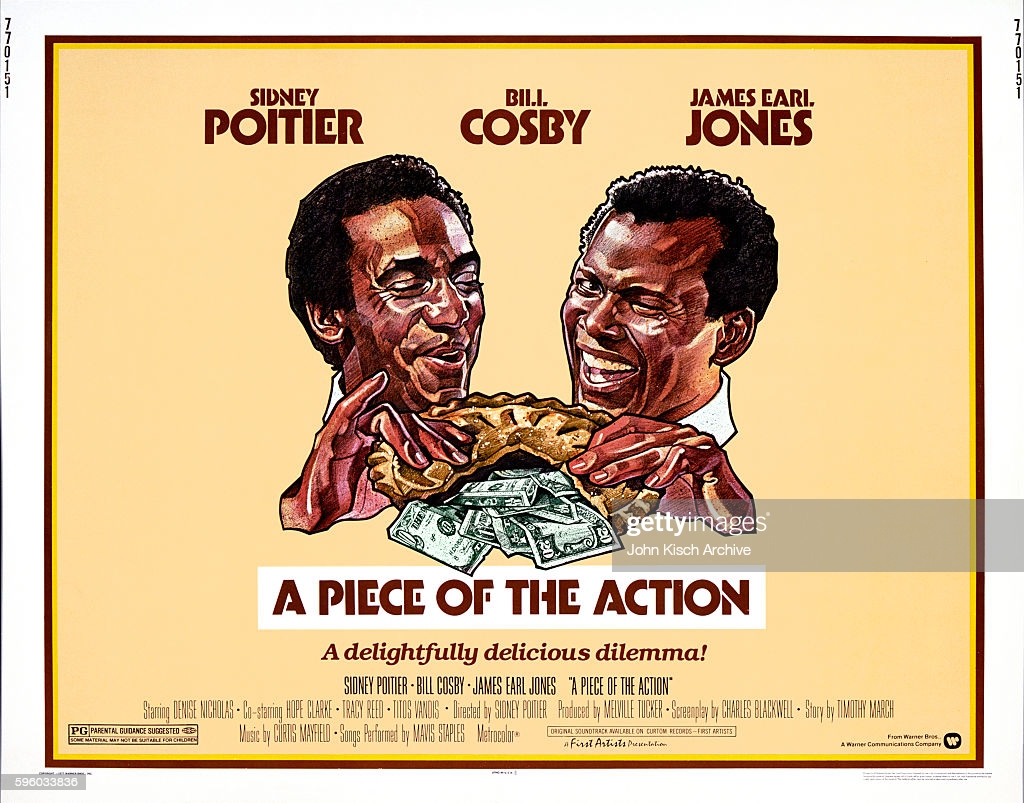 770151
770151
SIDNEY POITIER
BILL COSBY
JAMES EARL JONES
gettyimages®
John Kisch Archive
A PIECE OF THE ACTION
A delightfully delicious dilemma!
SIDNEY POITIER • BILL COSBY • JAMES EARL JONES "A PIECE OF THE ACTION"
Starring DENISE NICHOLAS • Co-starring HOPE CLARKE • TRACY REED • TITOS VANDIS • Directed by SIDNEY POITIER Produced by MELVILLE TUCKER • Screenplay by CHARLES BLACKWELL • Story by TIMOTHY MARCH
Music by CURTIS MAYFIELD • Songs Performed by MAVIS STAPLES Metrocolor®
PG PARENTAL GUIDANCE SUGGESTED
SOME MATERIAL MAY NOT BE SUITABLE FOR CHILDREN
ORIGINAL SOUNDTRACK AVAILABLE ON CURTOM RECORDS—FIRST ARTISTS
A First Artists Presentation
From Warner Bros.
A Warner Communications Company
596033836